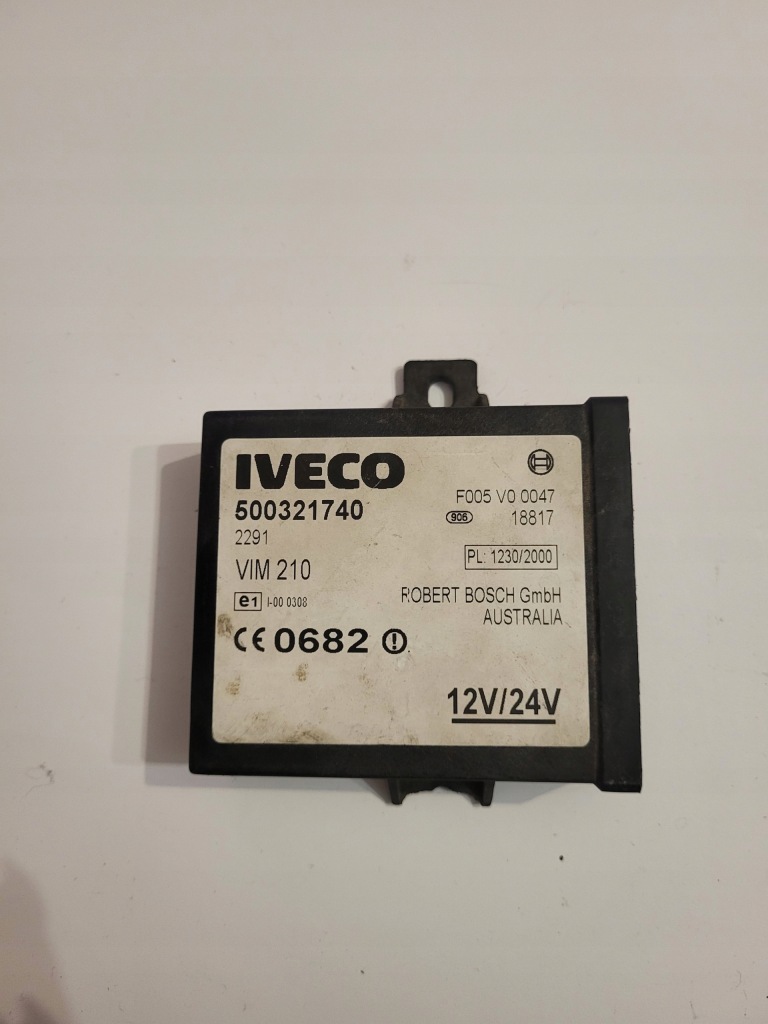 IVECO
500321740
2291
VIM 210
e1 I-00 0308
CE 0682
F005 V0 0047
906 18817
PL: 1230/2000
ROBERT BOSCH GmbH
AUSTRALIA
12V/24V